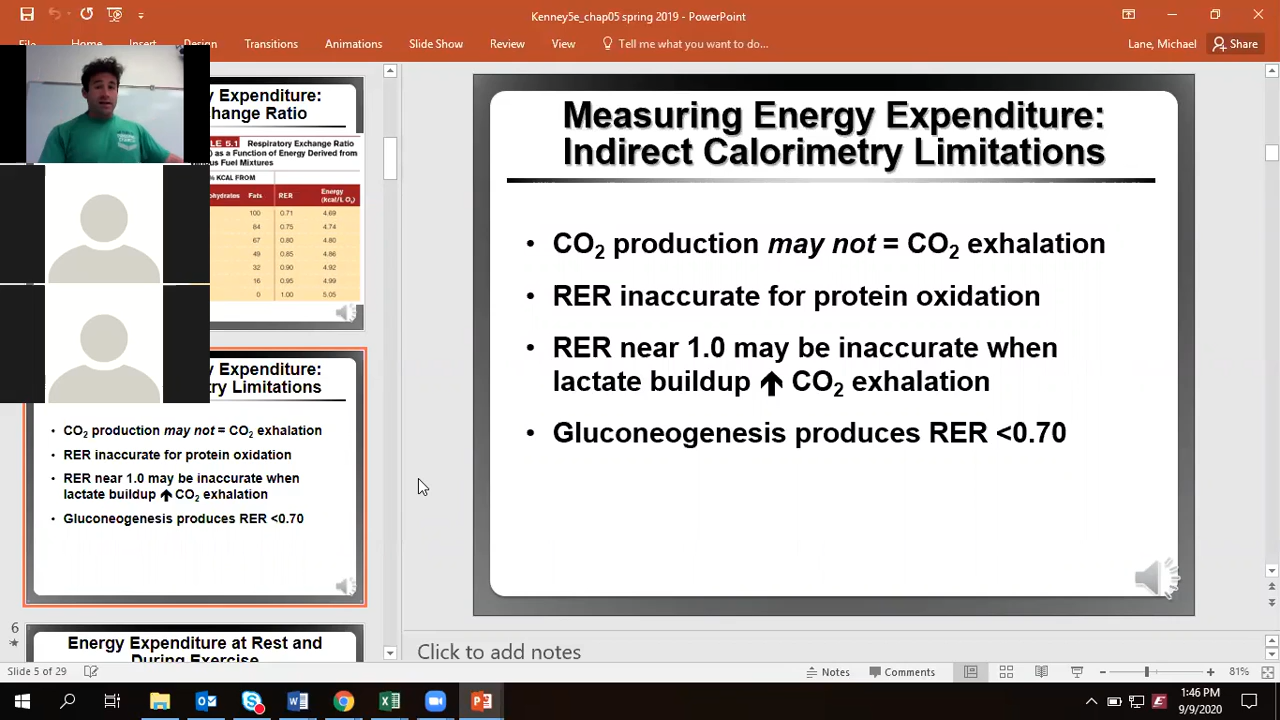 Kenney5e_chap05 spring 2019 - PowerPoint
File Home Insert Design Transitions Animations Slide Show Review View Tell me what you want to do... Lane, Michael Share
y Expenditure:
hange Ratio
LE 5.1 Respiratory Exchange Ratio
) as a Function of Energy Derived from
us Fuel Mixtures
% KCAL FROM
ohydrates Fats RER Energy
(kcal/L O₂)
100 0.71 4.69
84 0.75 4.74
67 0.80 4.80
49 0.85 4.86
32 0.90 4.92
16 0.95 4.99
0 1.00 5.05
y Expenditure:
ry Limitations
• CO₂ production may not = CO₂ exhalation
• RER inaccurate for protein oxidation
• RER near 1.0 may be inaccurate when
lactate buildup ↑ CO₂ exhalation
• Gluconeogenesis produces RER <0.70
6
Energy Expenditure at Rest and
During Exercise
Measuring Energy Expenditure:
Indirect Calorimetry Limitations
• CO₂ production may not = CO₂ exhalation
• RER inaccurate for protein oxidation
• RER near 1.0 may be inaccurate when
lactate buildup ↑ CO₂ exhalation
• Gluconeogenesis produces RER <0.70
Click to add notes
Slide 5 of 29 Notes Comments 81%
1:46 PM
9/9/2020